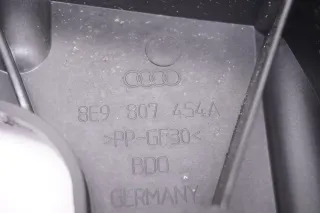 8E9 807 454A
>PP-GF30<
BDO
GERMANY